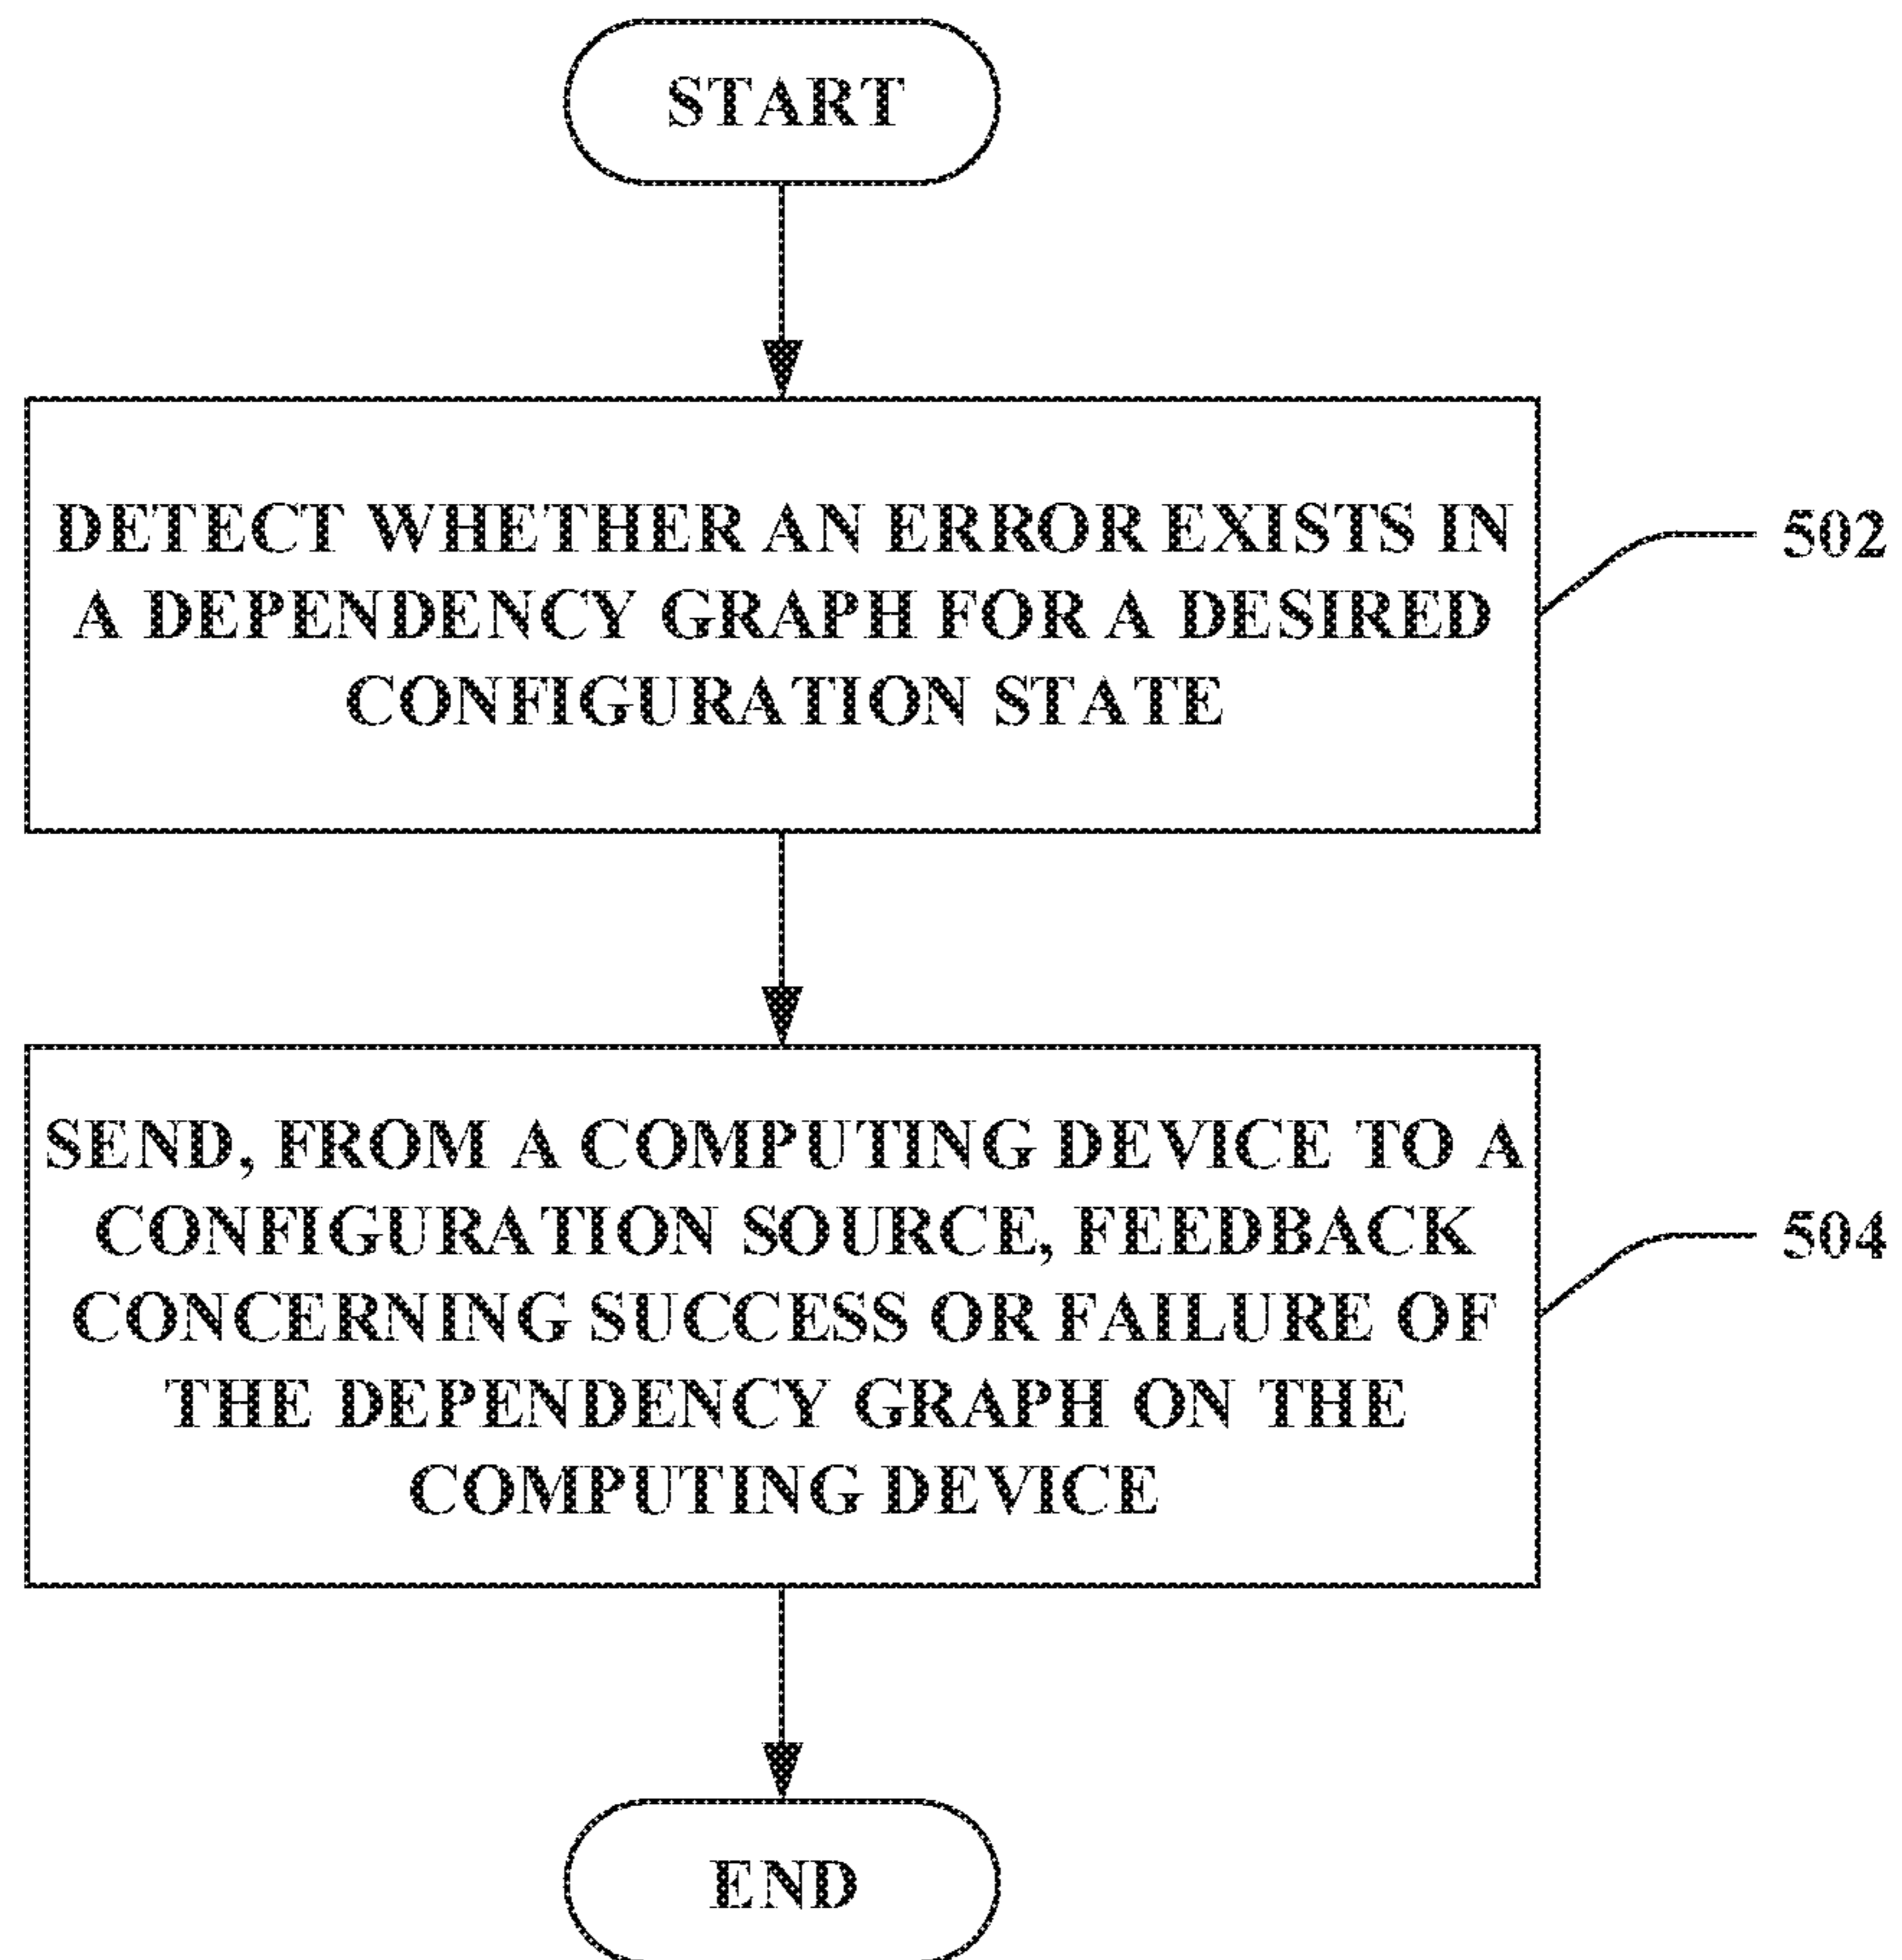 START
DETECT WHETHER AN ERROR EXISTS IN
A DEPENDENCY GRAPH FOR A DESIRED
CONFIGURATION STATE
502
SEND, FROM A COMPUTING DEVICE TO A
CONFIGURATION SOURCE, FEEDBACK
CONCERNING SUCCESS OR FAILURE OF
THE DEPENDENCY GRAPH ON THE
COMPUTING DEVICE
504
END